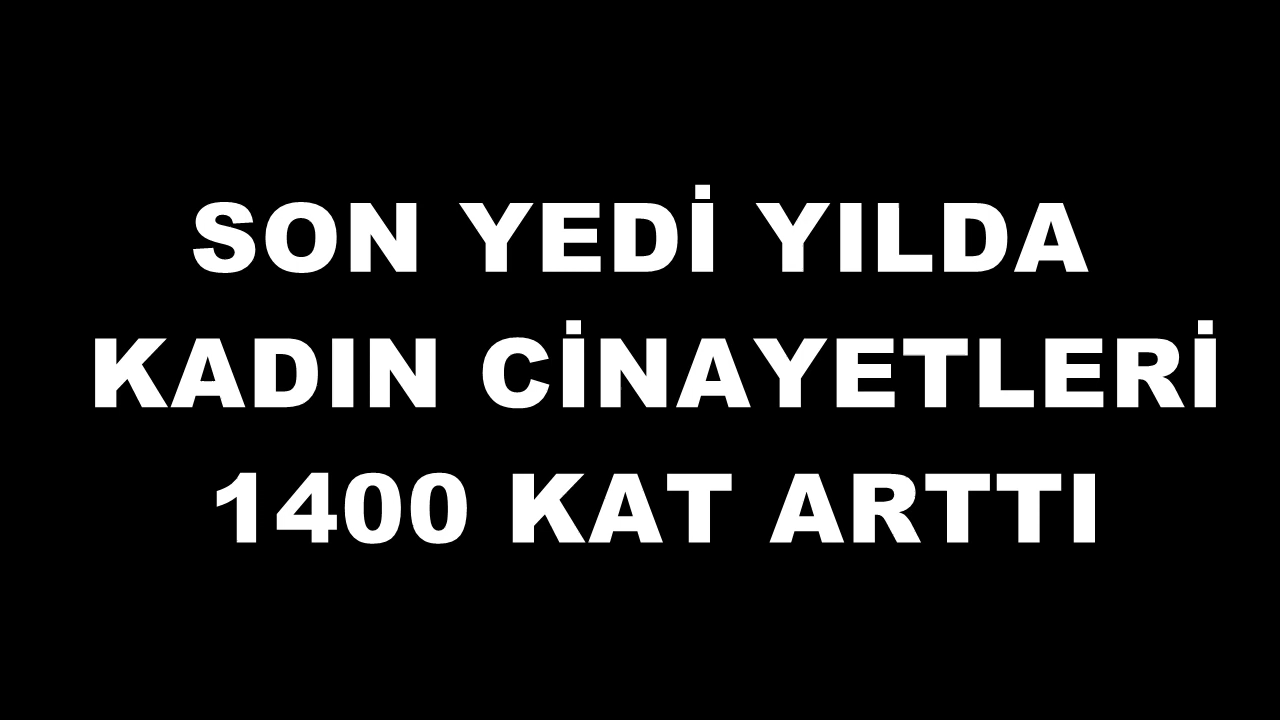 SON YEDİ YILDA
KADIN CİNAYETLERİ
1400 KAT ARTTI